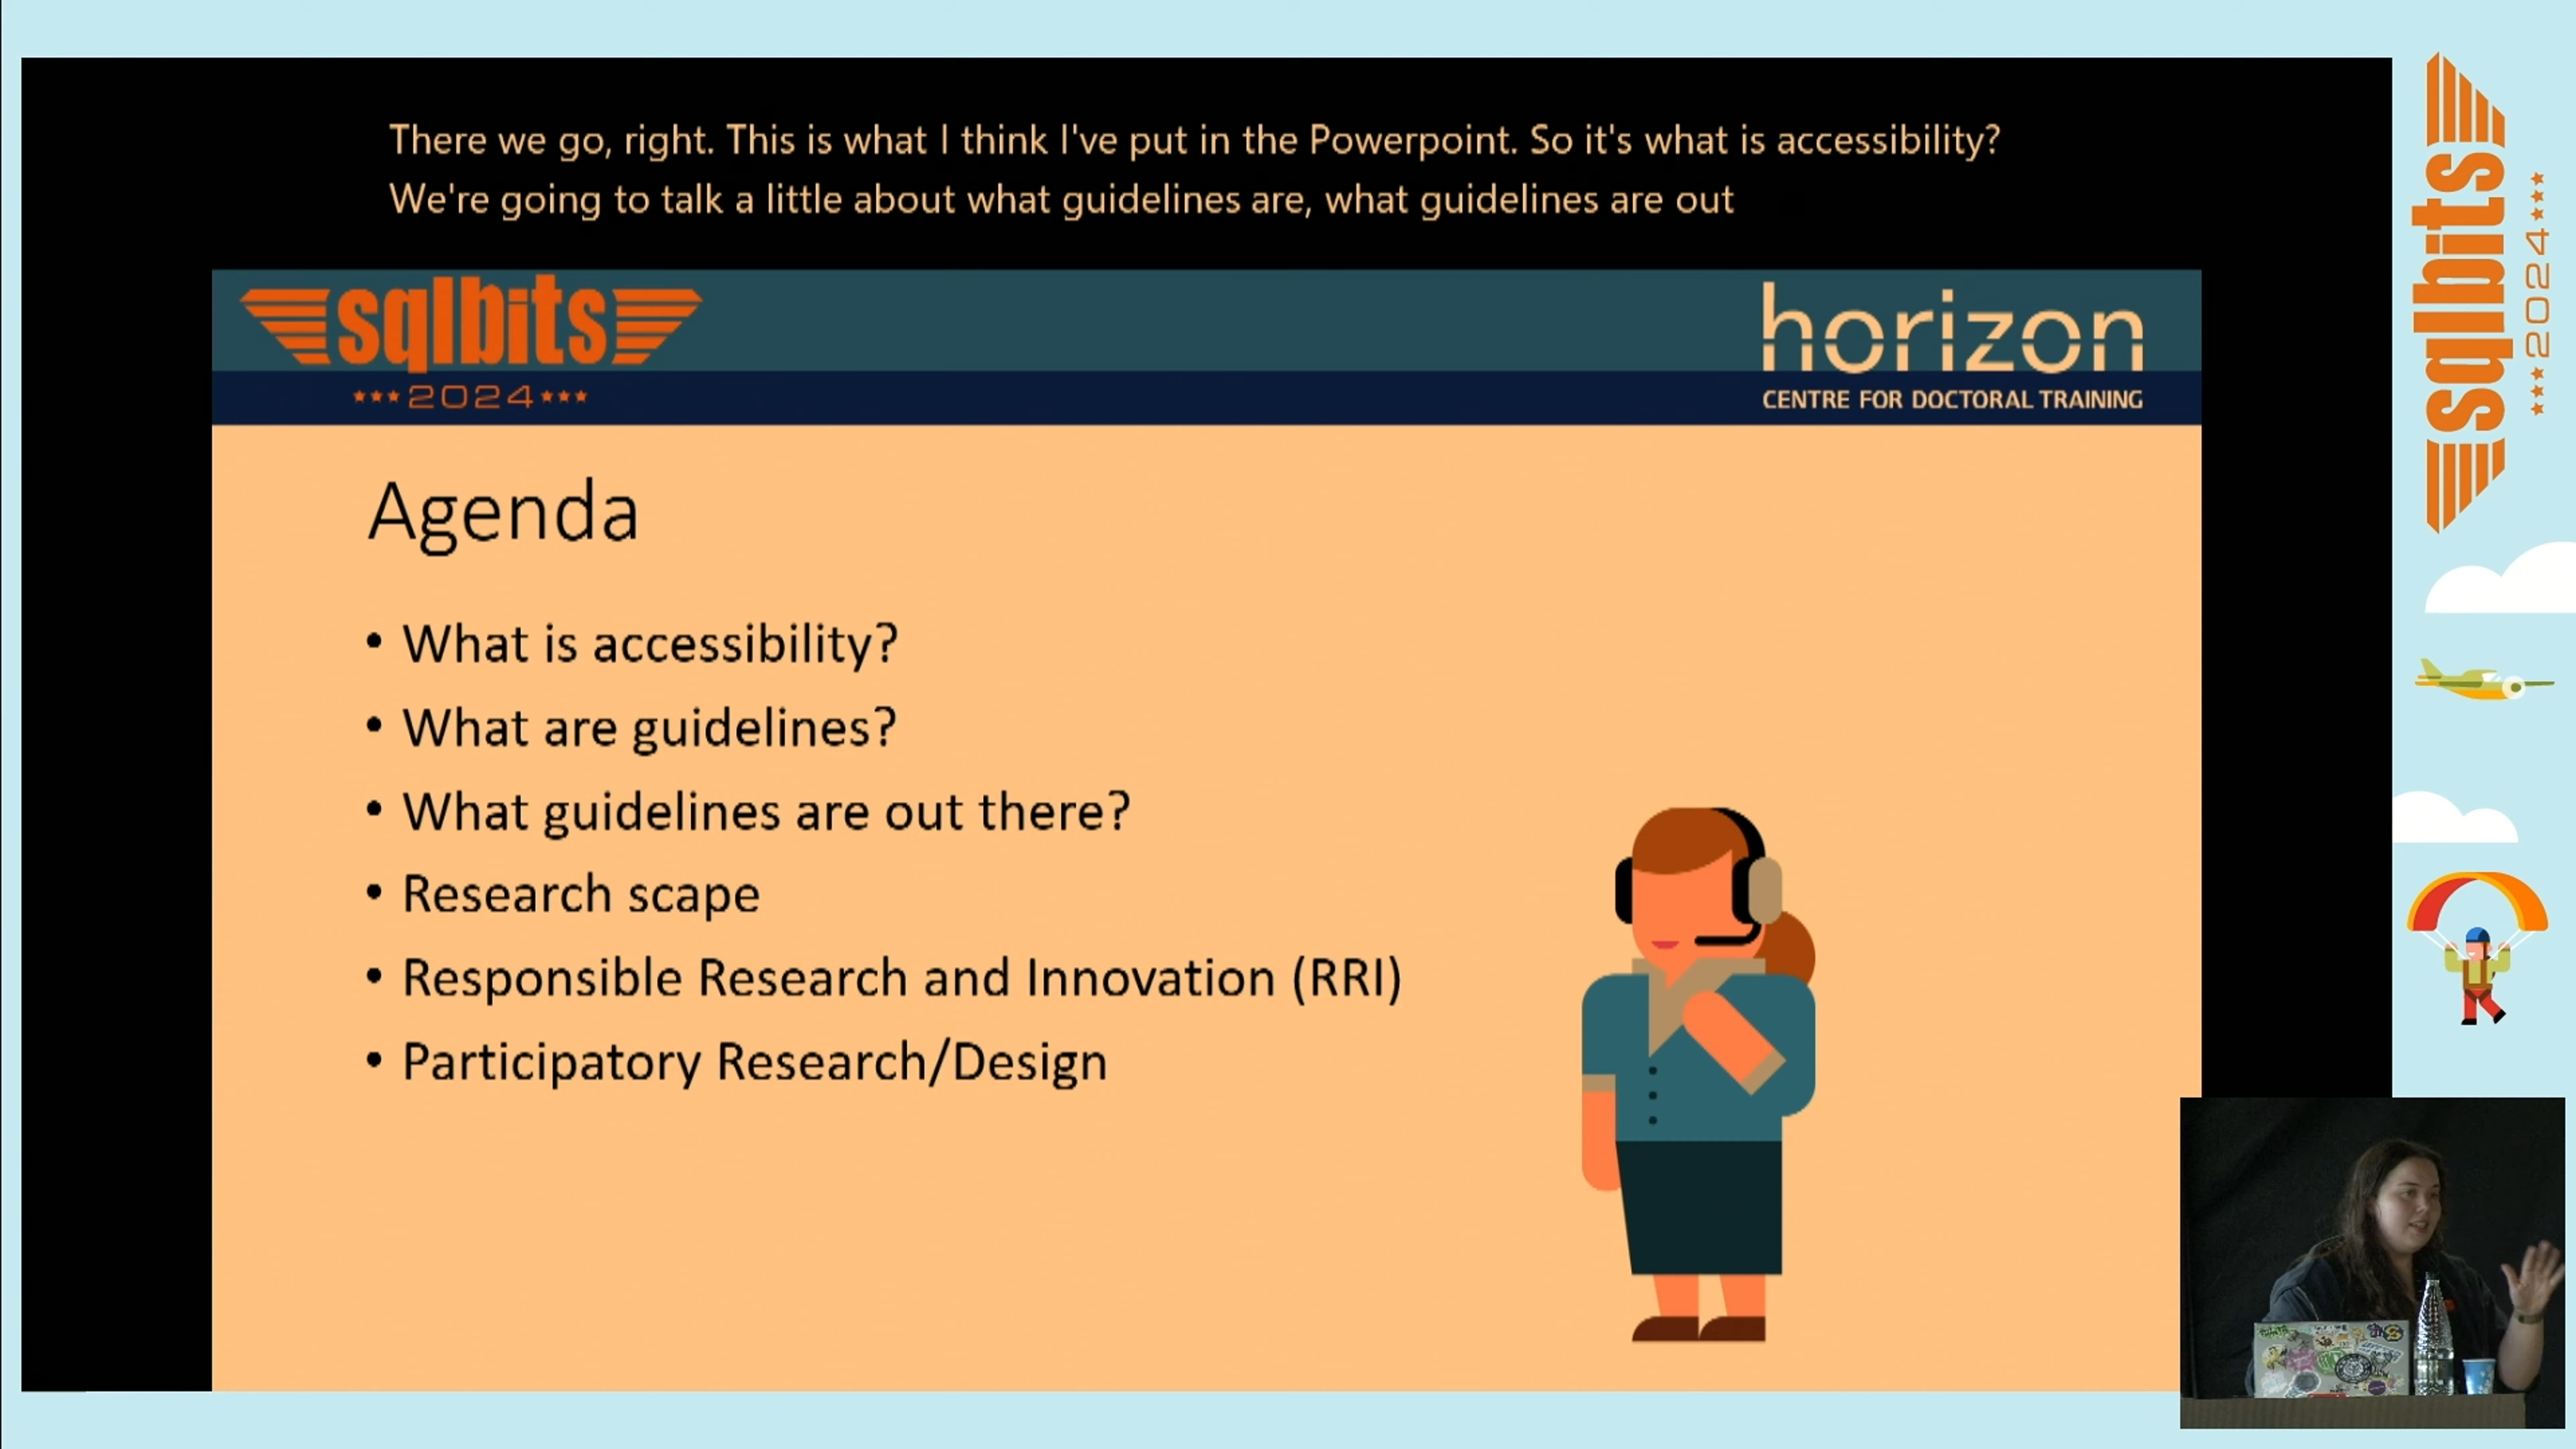 There we go, right. This is what I think I've put in the Powerpoint. So it's what is accessibility?
We're going to talk a little about what guidelines are, what guidelines are out
sqlbits
2024
horizon
CENTRE FOR DOCTORAL TRAINING
Agenda
• What is accessibility?
• What are guidelines?
• What guidelines are out there?
• Research scape
• Responsible Research and Innovation (RRI)
• Participatory Research/Design
sqlbits
2024